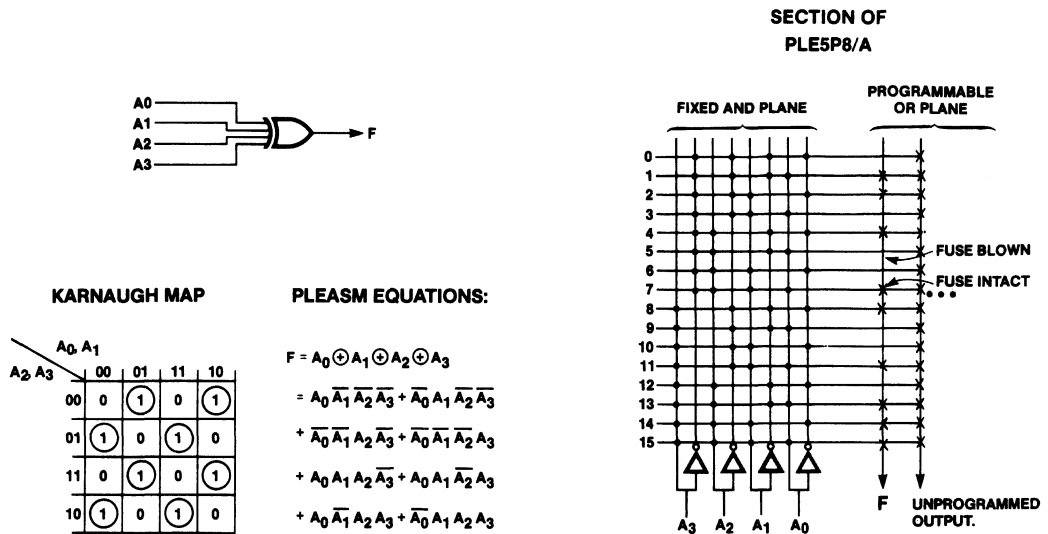 SECTION OF
PLE5P8/A
A0
A1
A2
A3
F
FIXED AND PLANE
PROGRAMMABLE
OR PLANE
0
1
2
3
4
5
6
7
8
9
10
11
12
13
14
15
FUSE BLOWN
FUSE INTACT
A3 A2 A1 A0
F
UNPROGRAMMED
OUTPUT.
KARNAUGH MAP
A0, A1
A2, A3
00 01 11 10
00 0 1 0 1
01 1 0 1 0
11 0 1 0 1
10 1 0 1 0
PLEASM EQUATIONS:
F = A₀ ⊕ A₁ ⊕ A₂ ⊕ A₃
= A₀ A̅₁ A̅₂ A̅₃ + A̅₀ A₁ A̅₂ A̅₃
+ A̅₀ A̅₁ A₂ A̅₃ + A̅₀ A̅₁ A̅₂ A₃
+ A₀ A₁ A₂ A̅₃ + A₀ A₁ A̅₂ A₃
+ A₀ A̅₁ A₂ A₃ + A̅₀ A₁ A₂ A₃